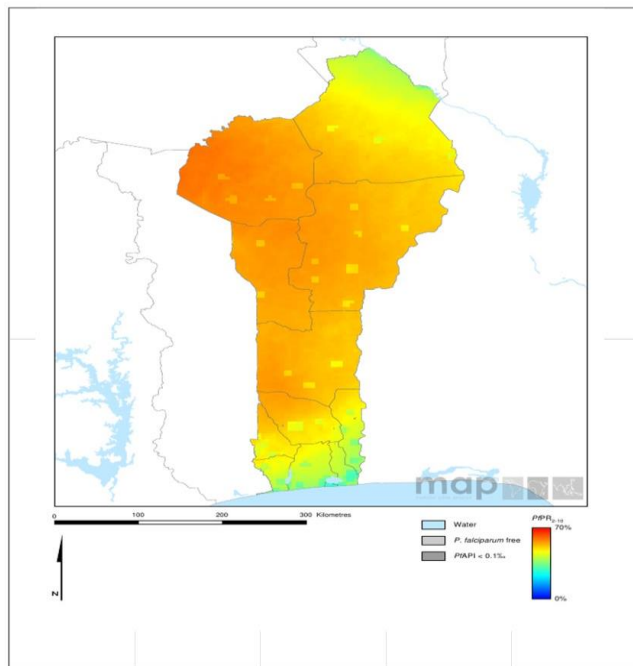 map
0 100 200 300 Kilometres
N
Water
P. falciparum free
PfAPI < 0.1‰
PfPR2-10
70%
0%